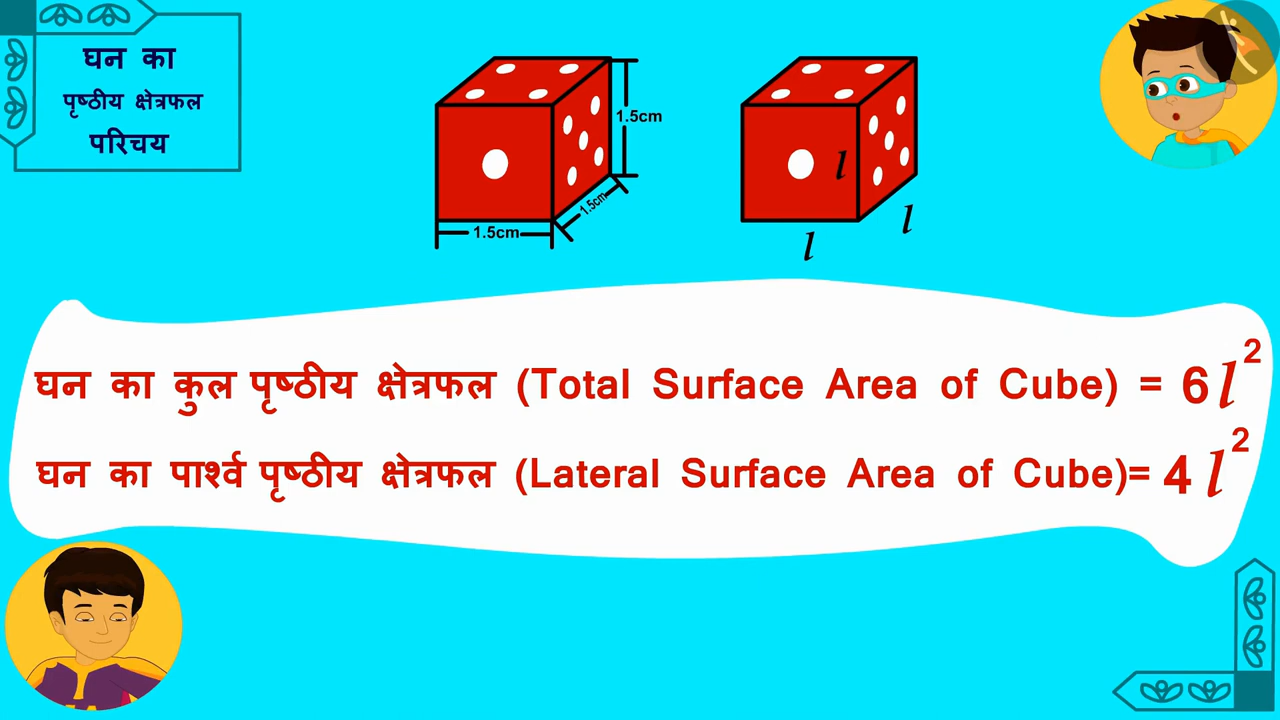 घन का
पृष्ठीय क्षेत्रफल
परिचय
1.5cm
1.5cm
1.5cm
l
l
l
घन का कुल पृष्ठीय क्षेत्रफल (Total Surface Area of Cube) = 6l²
घन का पार्श्व पृष्ठीय क्षेत्रफल (Lateral Surface Area of Cube)= 4l²